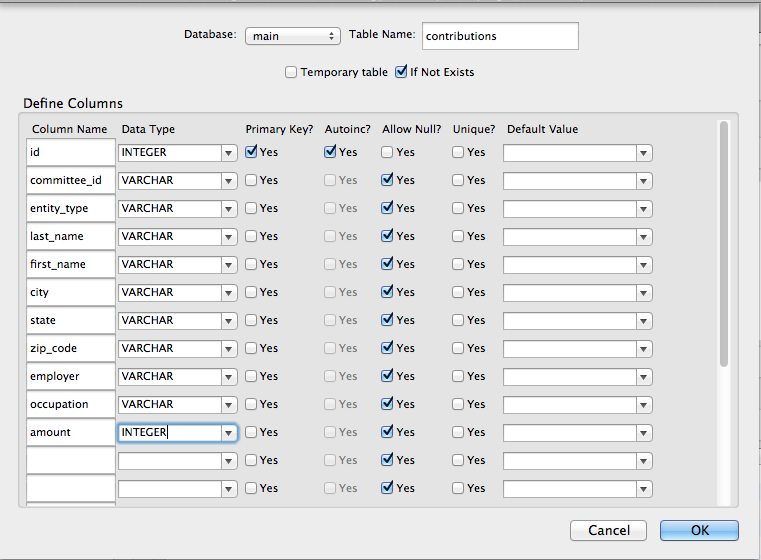 Database: main Table Name: contributions
Temporary table If Not Exists
Define Columns
Column Name Data Type Primary Key? Autoinc? Allow Null? Unique? Default Value
id INTEGER Yes Yes Yes Yes
committee_id VARCHAR Yes Yes Yes Yes
entity_type VARCHAR Yes Yes Yes Yes
last_name VARCHAR Yes Yes Yes Yes
first_name VARCHAR Yes Yes Yes Yes
city VARCHAR Yes Yes Yes Yes
state VARCHAR Yes Yes Yes Yes
zip_code VARCHAR Yes Yes Yes Yes
employer VARCHAR Yes Yes Yes Yes
occupation VARCHAR Yes Yes Yes Yes
amount INTEGER Yes Yes Yes Yes
Yes Yes Yes Yes
Yes Yes Yes Yes
Cancel OK